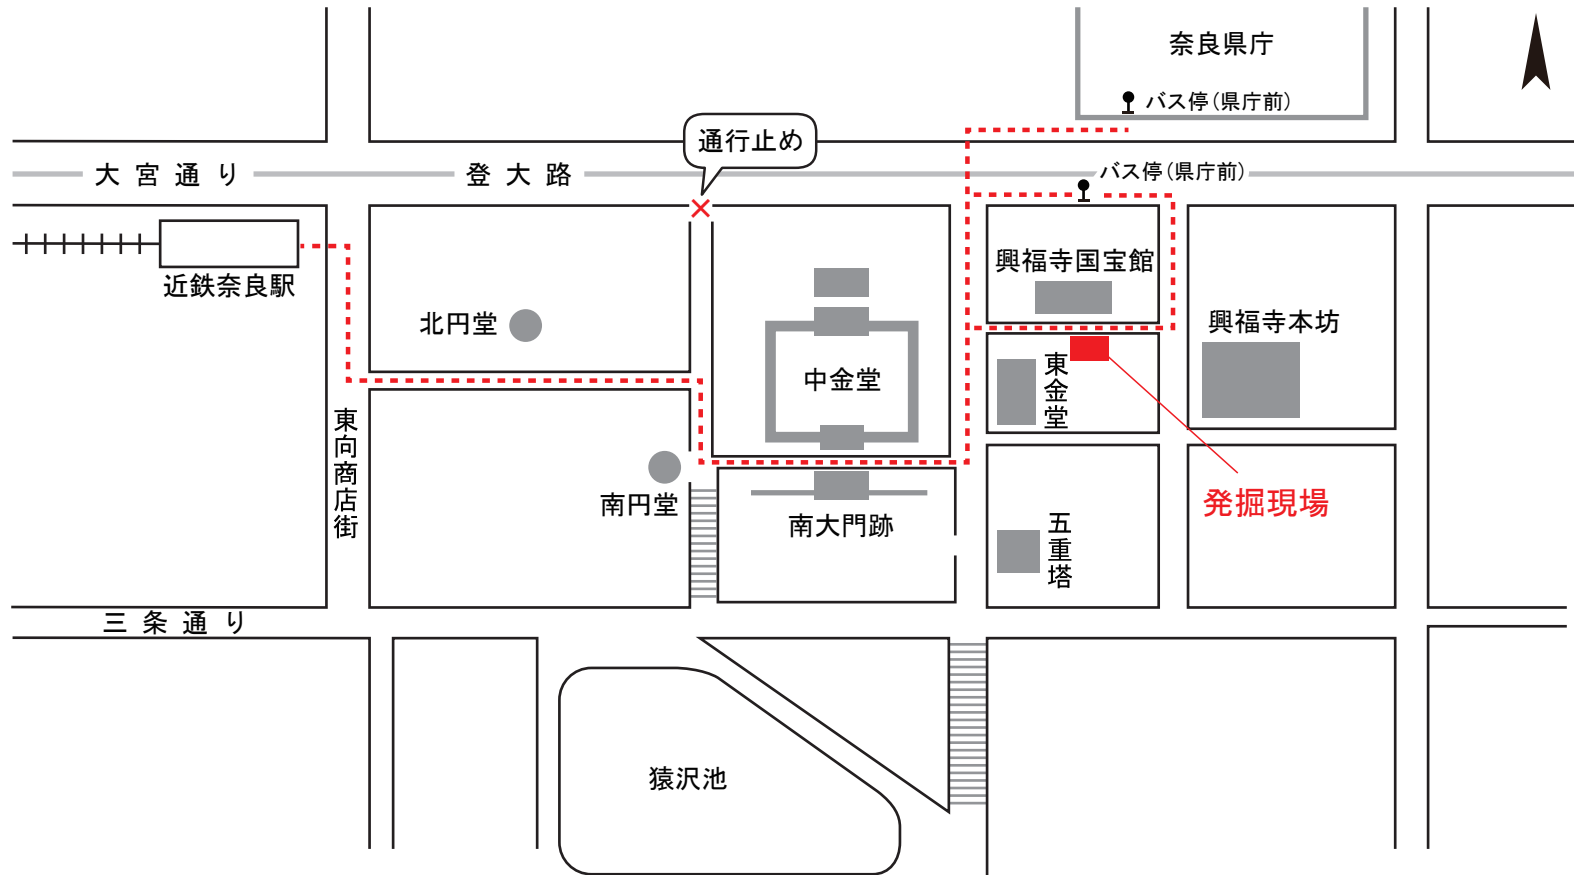 奈良県庁
バス停(県庁前)
通行止め
大宮通り
登大路
バス停(県庁前)
近鉄奈良駅
興福寺国宝館
北円堂
興福寺本坊
中金堂
東金堂
東向商店街
南円堂
南大門跡
発掘現場
五重塔
三条通り
猿沢池